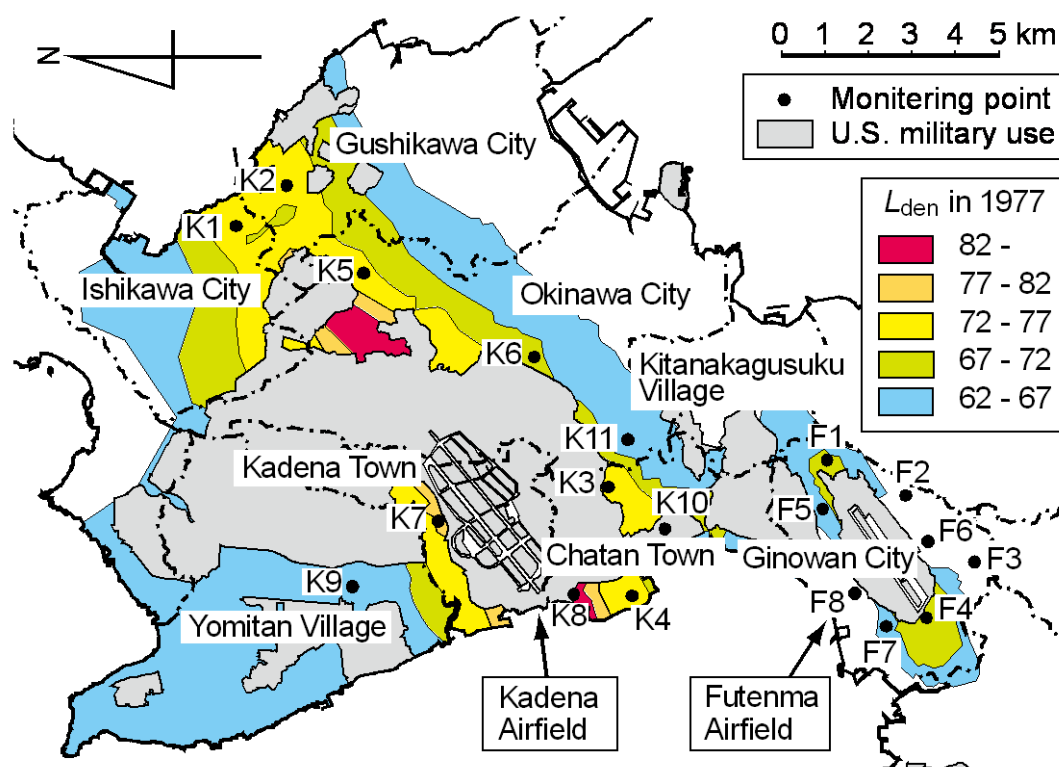 0 1 2 3 4 5 km
N
Monitering point
U.S. military use
Gushikawa City
K2
K1
L den in 1977
82 -
77 - 82
72 - 77
67 - 72
62 - 67
K5
Ishikawa City
Okinawa City
K6
Kitanakagusuku
Village
K11
F1
Kadena Town
K3
F2
K10
K7
F5
F6
Chatan Town
Ginowan City
F3
K9
K8
K4
F8
F4
Yomitan Village
F7
Kadena
Airfield
Futenma
Airfield